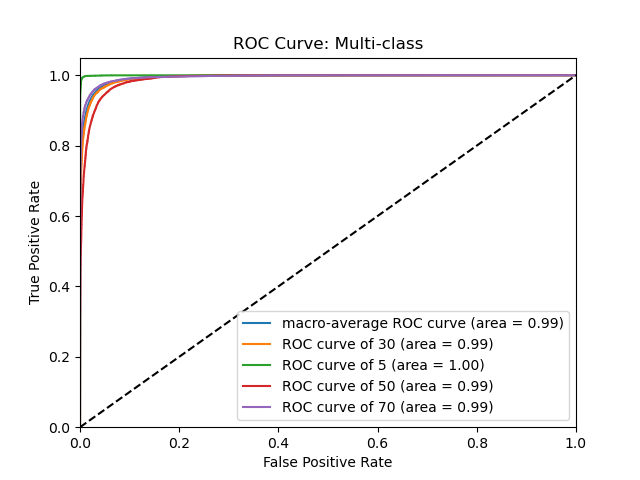 ROC Curve: Multi-class
True Positive Rate
1.0
0.8
0.6
0.4
0.2
0.0
macro-average ROC curve (area = 0.99)
ROC curve of 30 (area = 0.99)
ROC curve of 5 (area = 1.00)
ROC curve of 50 (area = 0.99)
ROC curve of 70 (area = 0.99)
0.0 0.2 0.4 0.6 0.8 1.0
False Positive Rate